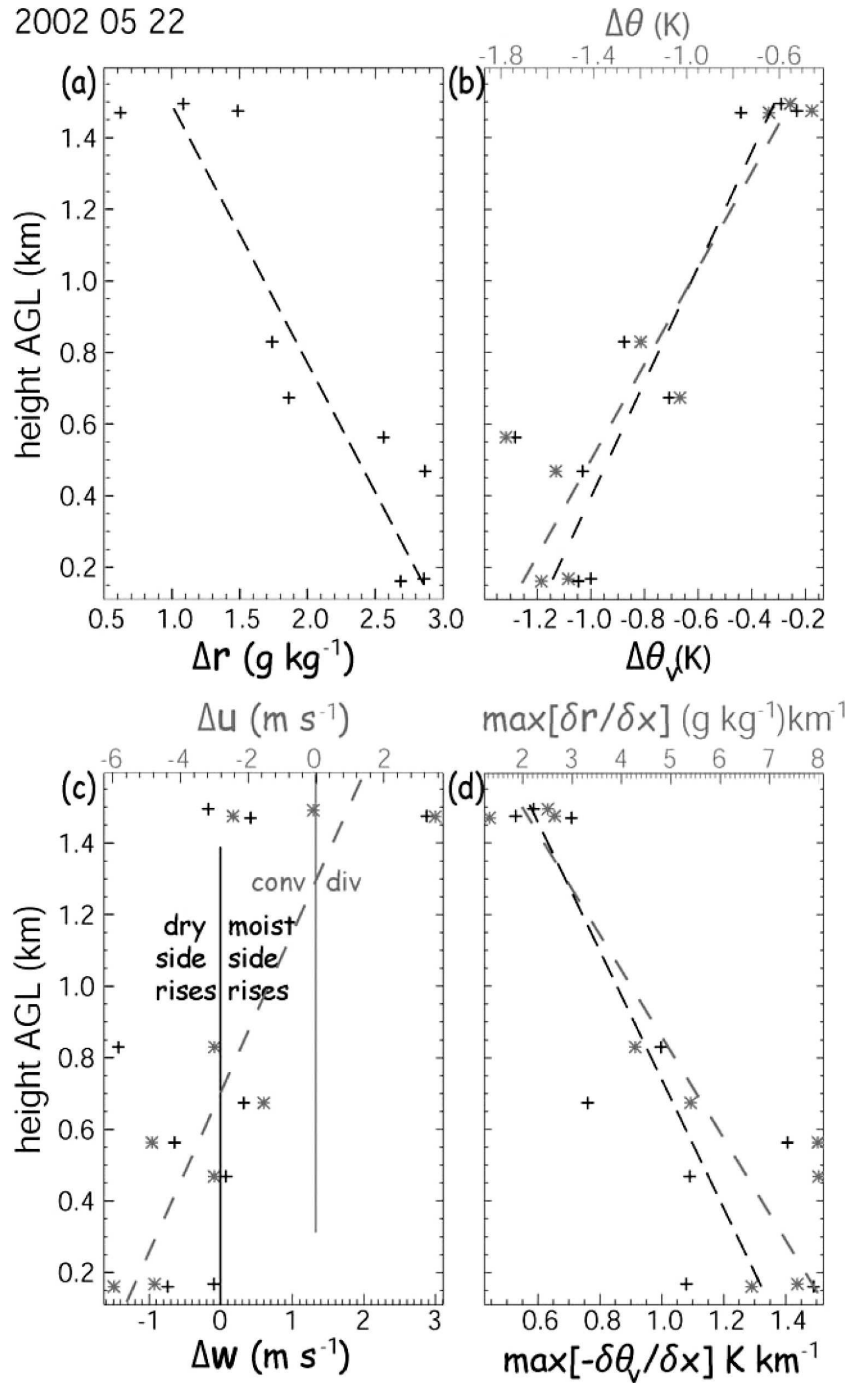 2002 05 22
Δθ (K)
-1.8 -1.4 -1.0 -0.6
(a) (b)
height AGL (km)
1.4
1.2
1.0
0.8
0.6
0.4
0.2
0.5 1.0 1.5 2.0 2.5 3.0
-1.2 -1.0 -0.8 -0.6 -0.4 -0.2
Δr (g kg⁻¹)
Δθᵥ(K)
Δu (m s⁻¹)
max[δr/δx] (g kg⁻¹)km⁻¹
-6 -4 -2 0 2
2 3 4 5 6 7 8
(c) (d)
height AGL (km)
1.4
1.2
1.0
0.8
0.6
0.4
0.2
conv div
dry moist
side side
rises rises
-1 0 1 2 3
0.6 0.8 1.0 1.2 1.4
Δw (m s⁻¹)
max[-δθᵥ/δx] K km⁻¹